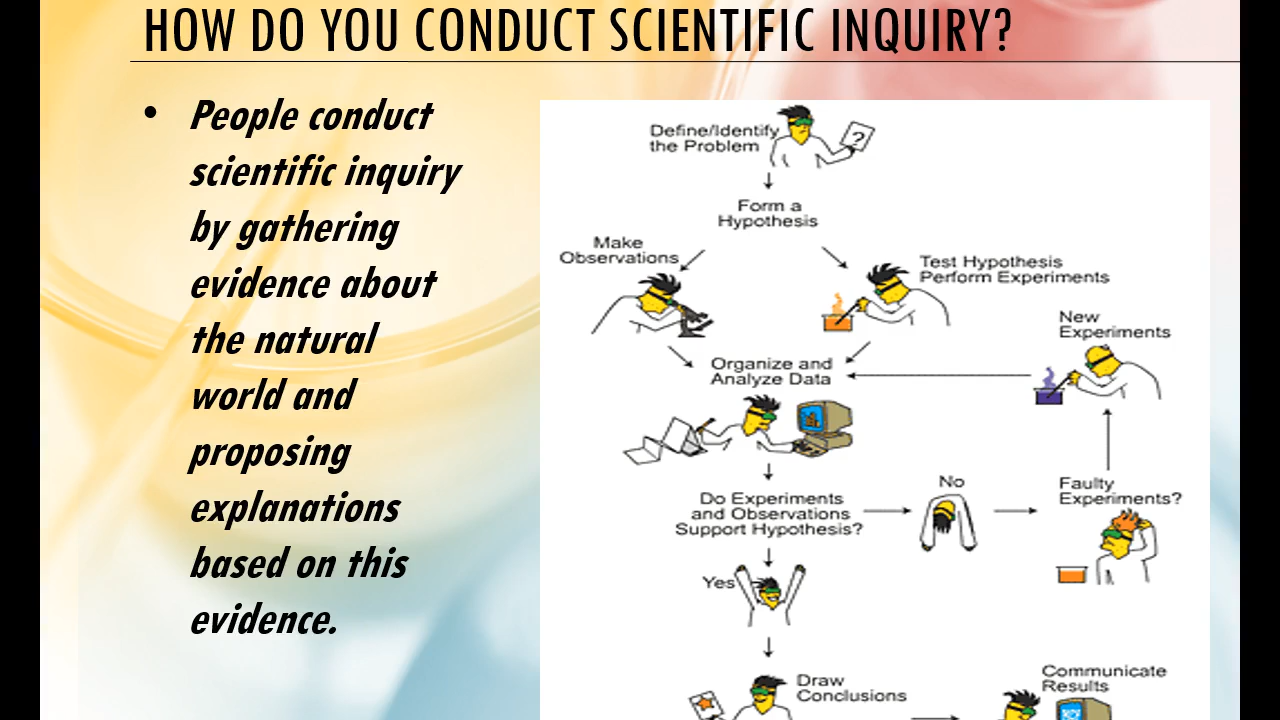 HOW DO YOU CONDUCT SCIENTIFIC INQUIRY?
• People conduct
scientific inquiry
by gathering
evidence about
the natural
world and
proposing
explanations
based on this
evidence.
Define/Identify
the Problem
?
Form a
Hypothesis
Make
Observations
Test Hypothesis
Perform Experiments
New
Experiments
Organize and
Analyze Data
Do Experiments
and Observations
Support Hypothesis?
No
Faulty
Experiments?
Yes
Draw
Conclusions
Communicate
Results